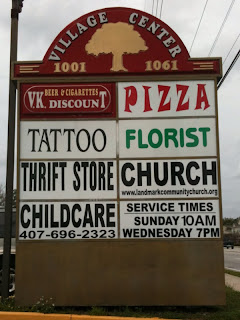 VILLAGE CENTER
1001 1061
BEER & CIGARETTES
VK DISCOUNT
PIZZA
TATTOO
FLORIST
THRIFT STORE
CHURCH
www.landmarkcommunitychurch.org
CHILDCARE
407-696-2323
SERVICE TIMES
SUNDAY 10AM
WEDNESDAY 7PM